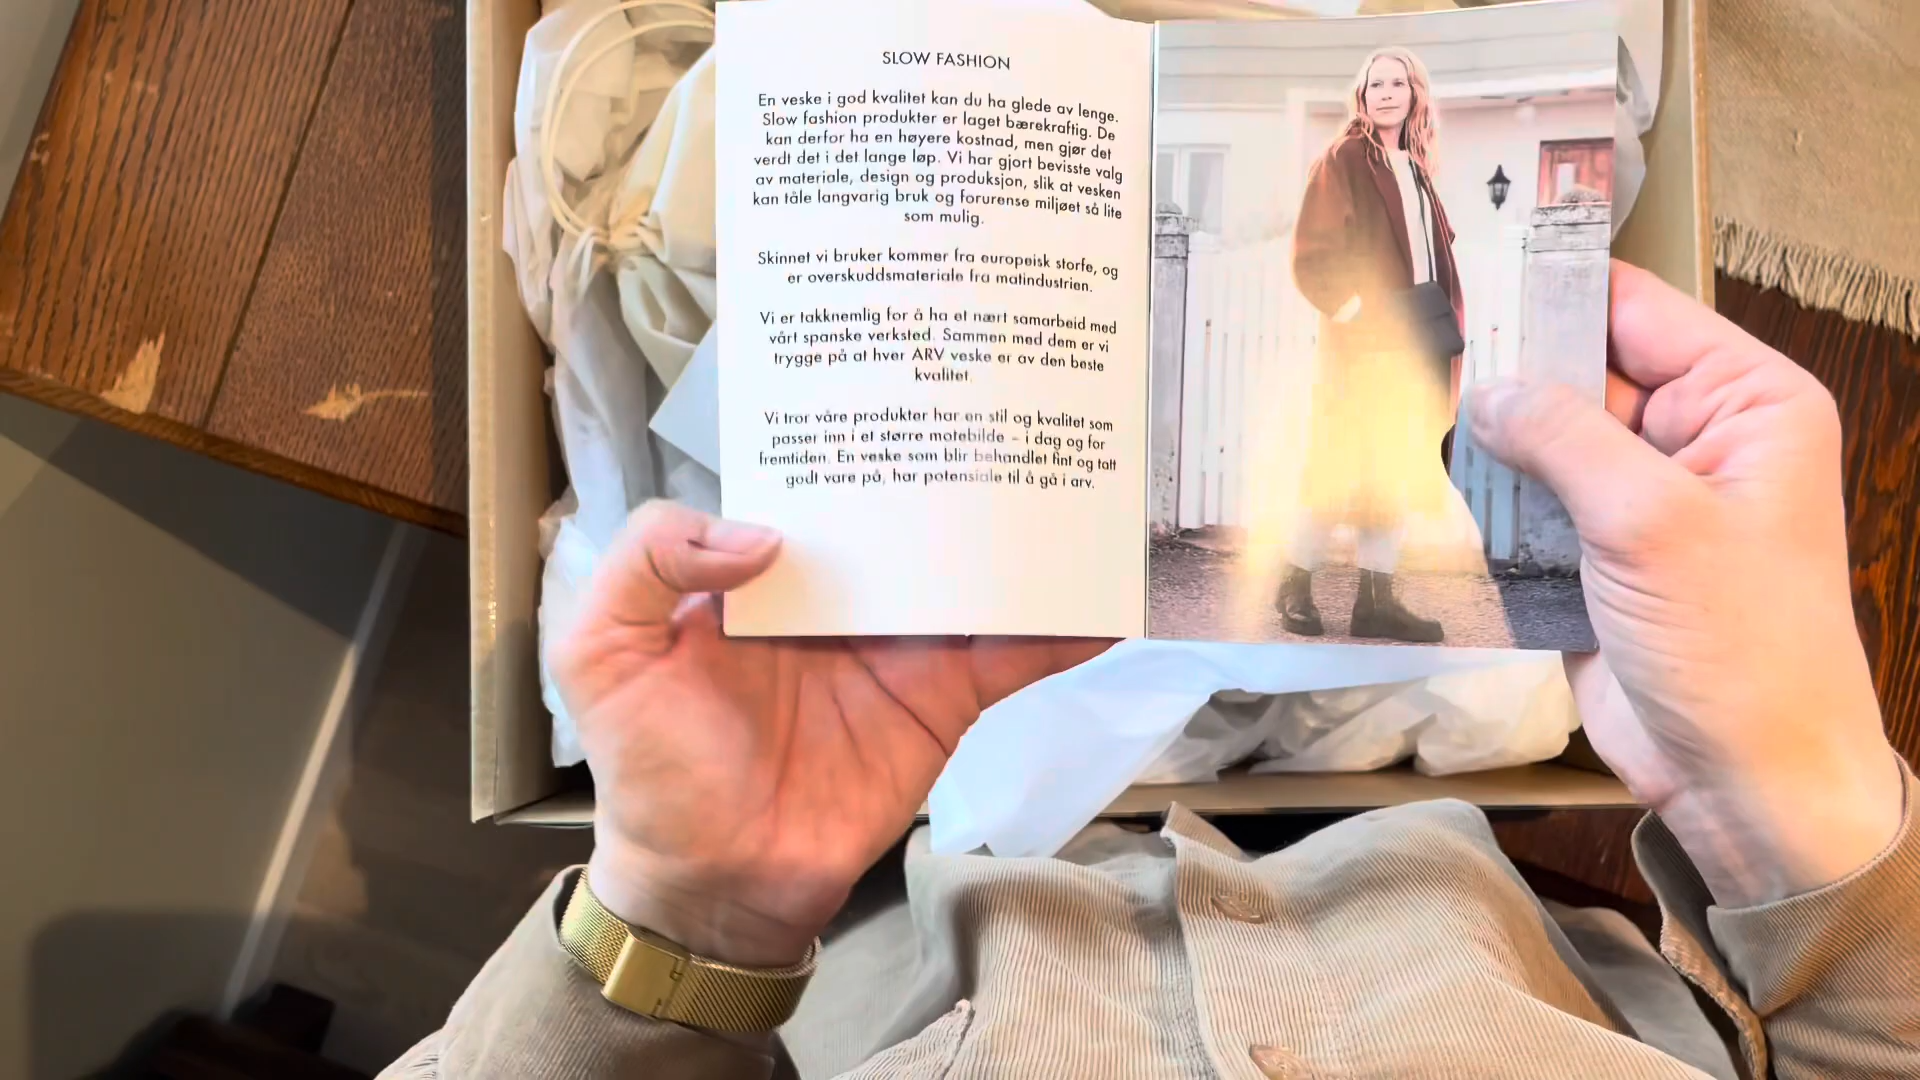 SLOW FASHION
En veske i god kvalitet kan du ha glede av lenge.
Slow fashion produkter er laget bærekraftig. De
kan derfor ha en høyere kostnad, men gjør det
verdt det i det lange løp. Vi har gjort bevisste valg
av materiale, design og produksjon, slik at vesken
kan tåle langvarig bruk og forurense miljøet så lite
som mulig.
Skinnet vi bruker kommer fra europeisk storfe, og
er overskuddsmateriale fra matindustrien.
Vi er takknemlig for å ha et nært samarbeid med
vårt spanske verksted. Sammen med dem er vi
trygge på at hver ARV veske er av den beste
kvalitet.
Vi tror våre produkter har en stil og kvalitet som
passer inn i et større motebilde – i dag og for
fremtiden. En veske som blir behandlet fint og tatt
godt vare på, har potensiale til å gå i arv.